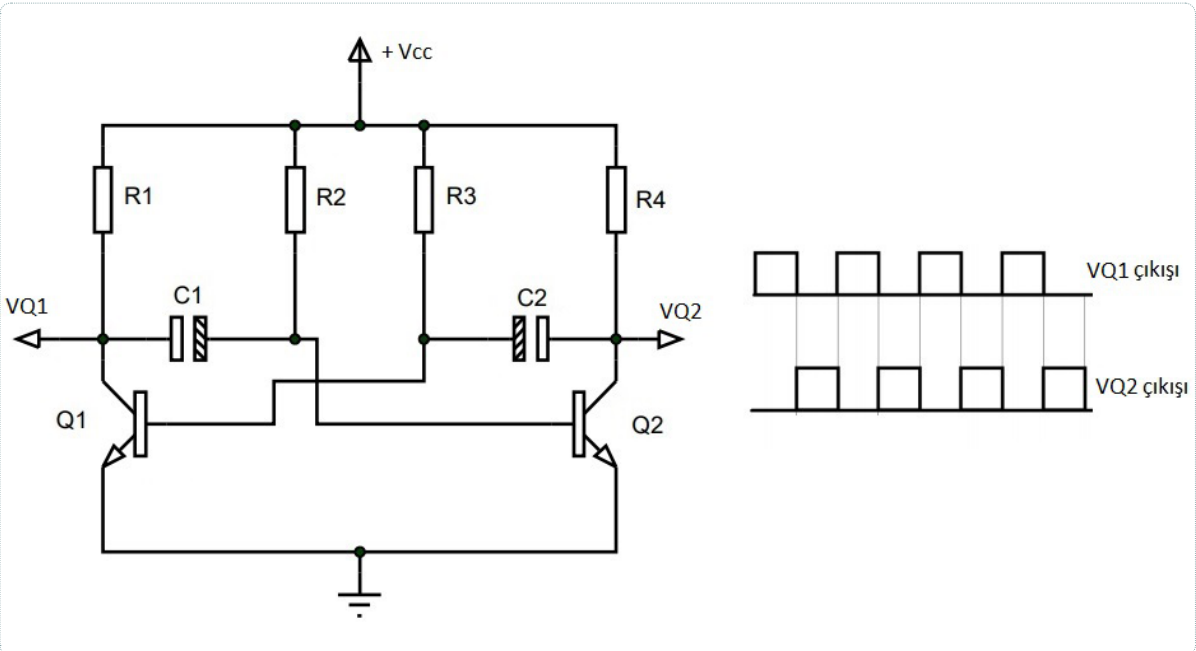 + Vcc
R1
R2
R3
R4
VQ1
C1
C2
VQ2
Q1
Q2
VQ1 çıkışı
VQ2 çıkışı